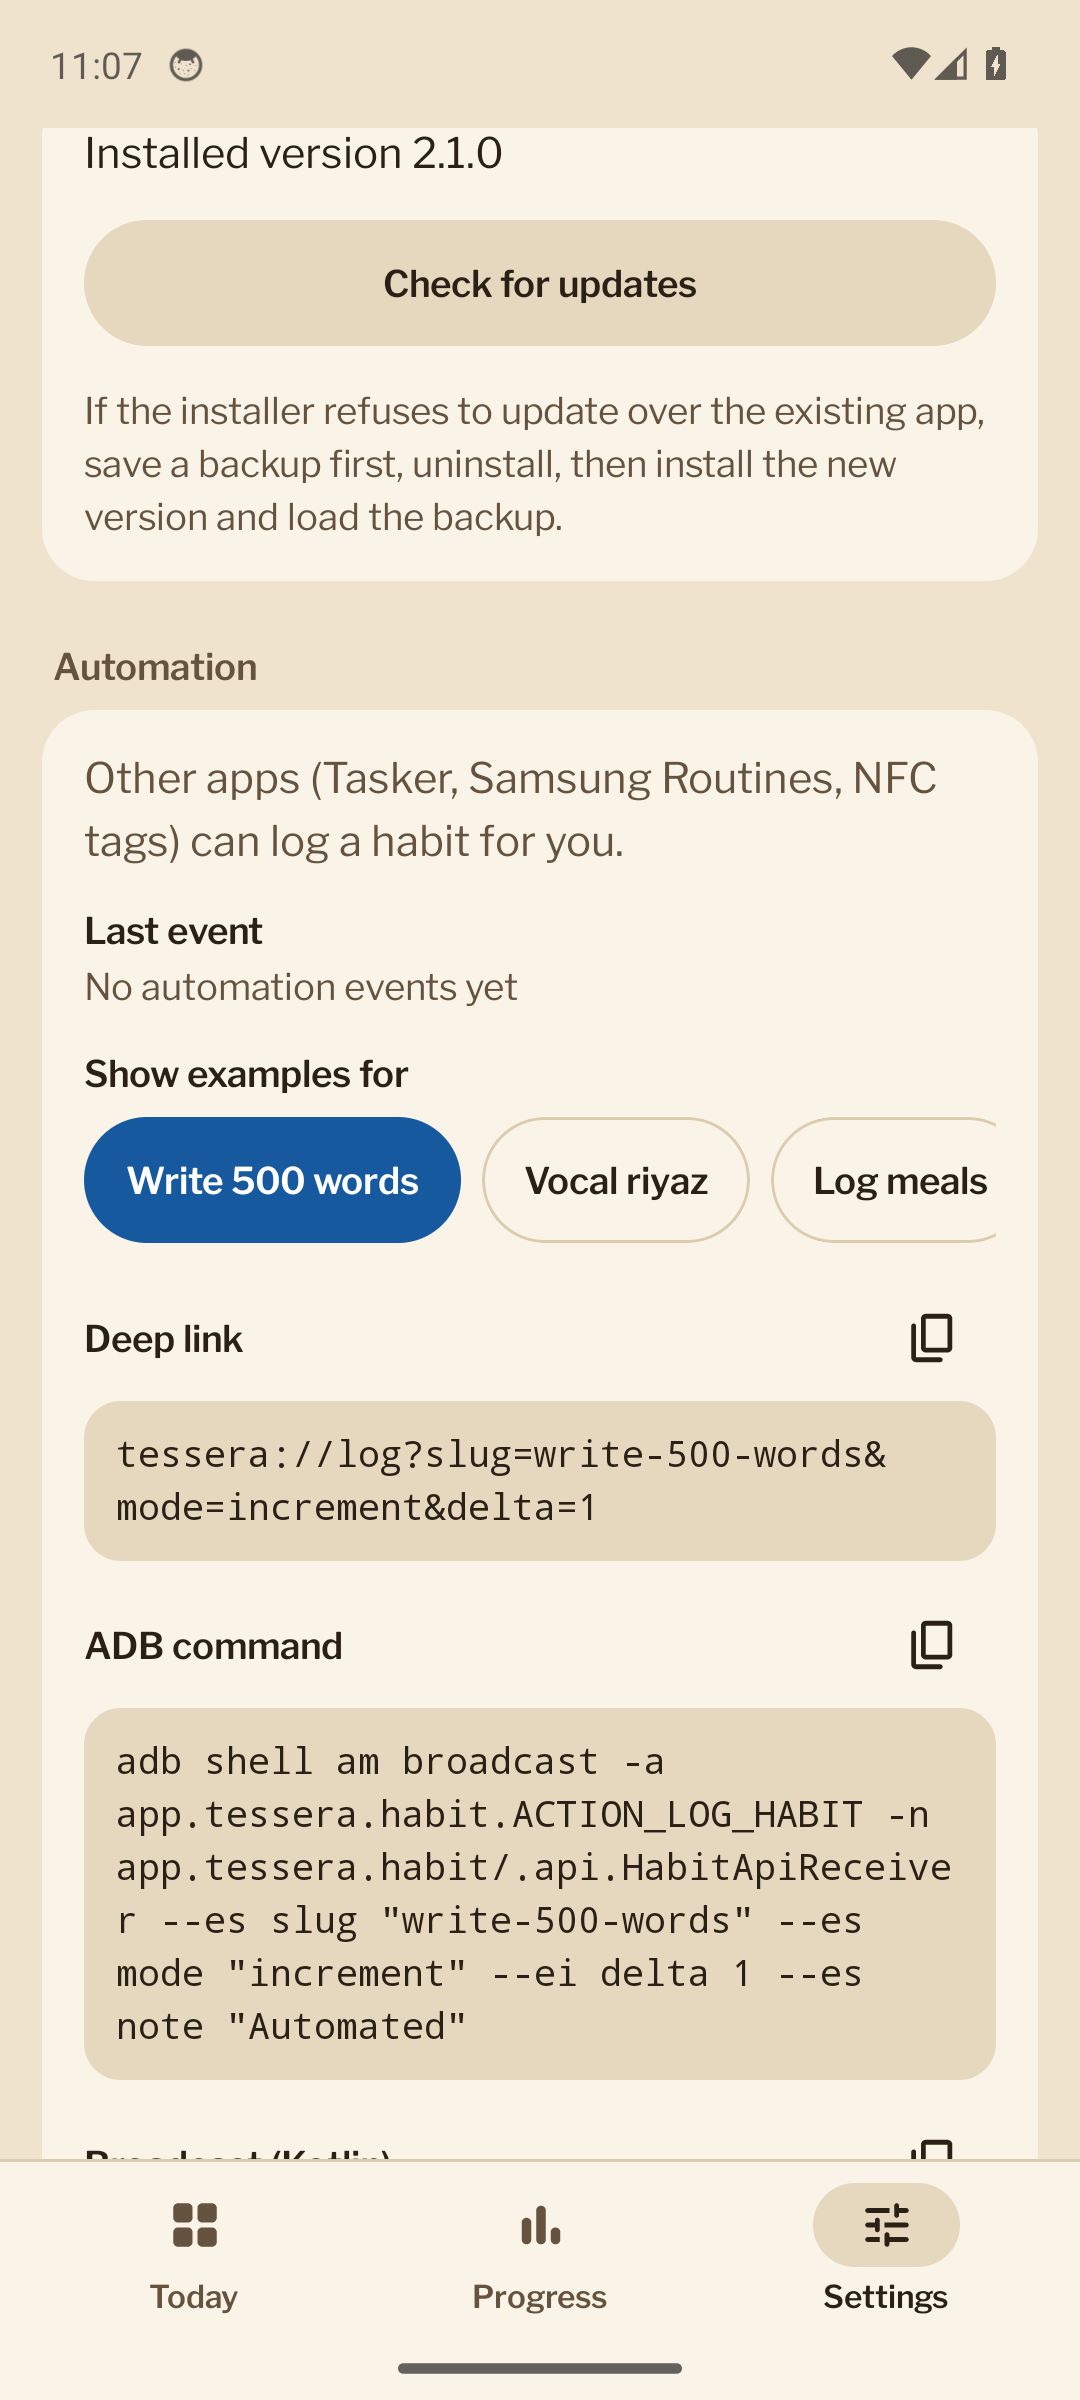 11:07
Installed version 2.1.0
Check for updates
If the installer refuses to update over the existing app,
save a backup first, uninstall, then install the new
version and load the backup.
Automation
Other apps (Tasker, Samsung Routines, NFC
tags) can log a habit for you.
Last event
No automation events yet
Show examples for
Write 500 words
Vocal riyaz
Log meals
Deep link
tessera://log?slug=write-500-words&
mode=increment&delta=1
ADB command
adb shell am broadcast -a
app.tessera.habit.ACTION_LOG_HABIT -n
app.tessera.habit/.api.HabitApiReceive
r --es slug "write-500-words" --es
mode "increment" --ei delta 1 --es
note "Automated"
Broadcast (Kotlin)
Today
Progress
Settings